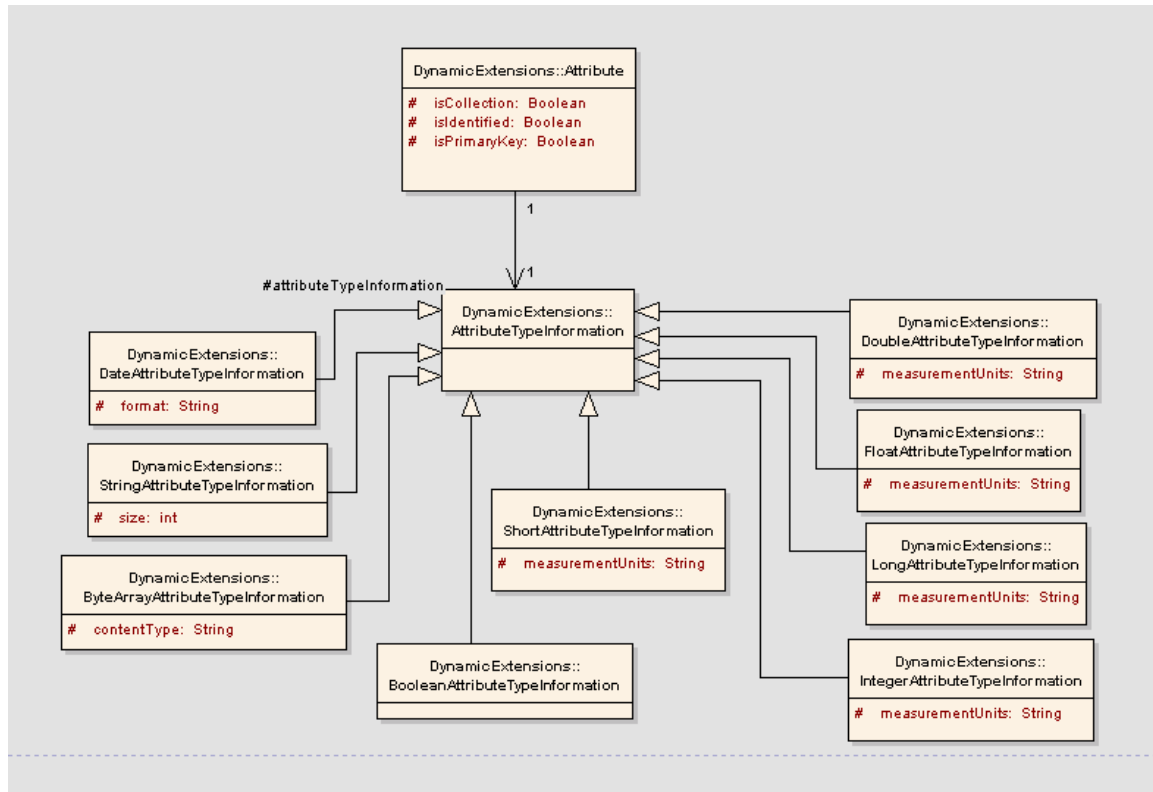 DynamicExtensions::Attribute
# isCollection: Boolean
# isIdentified: Boolean
# isPrimaryKey: Boolean
1
1
#attributeTypeInformation
DynamicExtensions::
AttributeTypeInformation
DynamicExtensions::
DateAttributeTypeInformation
# format: String
DynamicExtensions::
StringAttributeTypeInformation
# size: int
DynamicExtensions::
ByteArrayAttributeTypeInformation
# contentType: String
DynamicExtensions::
BooleanAttributeTypeInformation
DynamicExtensions::
ShortAttributeTypeInformation
# measurementUnits: String
DynamicExtensions::
DoubleAttributeTypeInformation
# measurementUnits: String
DynamicExtensions::
FloatAttributeTypeInformation
# measurementUnits: String
DynamicExtensions::
LongAttributeTypeInformation
# measurementUnits: String
DynamicExtensions::
IntegerAttributeTypeInformation
# measurementUnits: String